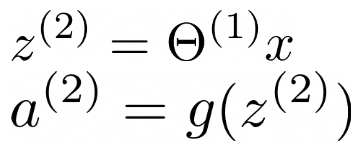 z^{(2)} = Θ^{(1)}x
a^{(2)} = g(z^{(2)})